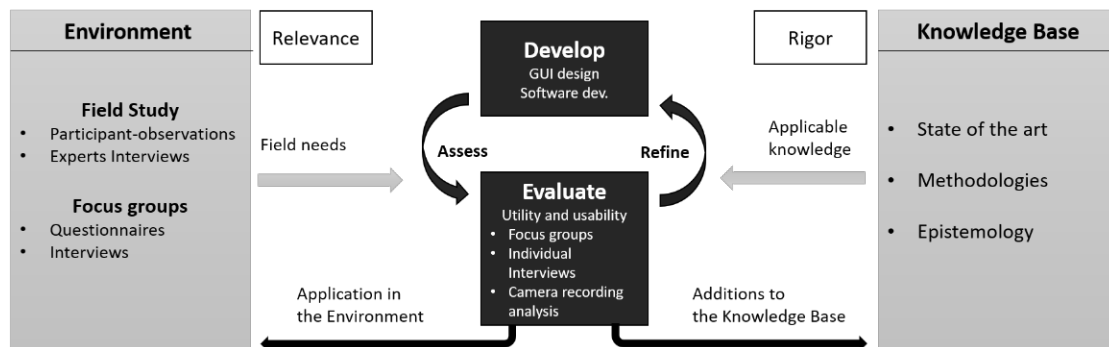 Environment
Field Study
• Participant-observations
• Experts Interviews
Focus groups
• Questionnaires
• Interviews
Relevance
Field needs
Application in
the Environment
Develop
GUI design
Software dev.
Assess
Refine
Evaluate
Utility and usability
• Focus groups
• Individual
Interviews
• Camera recording
analysis
Rigor
Applicable
knowledge
Additions to
the Knowledge Base
Knowledge Base
• State of the art
• Methodologies
• Epistemology